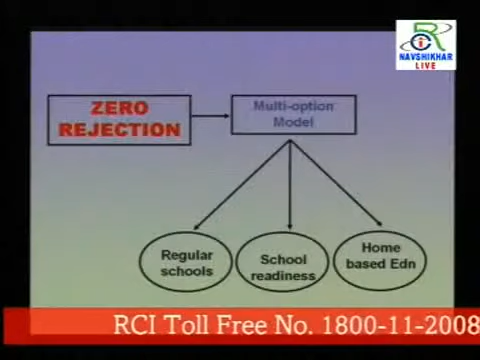 NAVSHIKHAR
LIVE
ZERO
REJECTION
Multi-option
Model
Regular
schools
School
readiness
Home
based Edn
RCI Toll Free No. 1800-11-2008